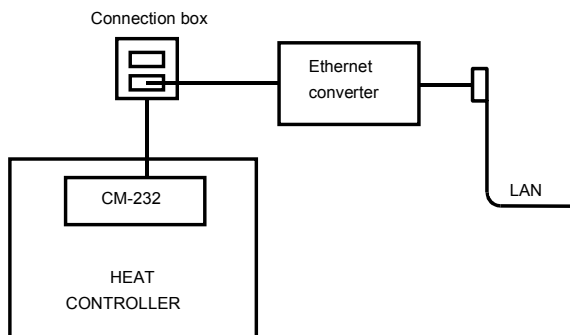 Connection box
Ethernet
converter
CM-232
LAN
HEAT
CONTROLLER